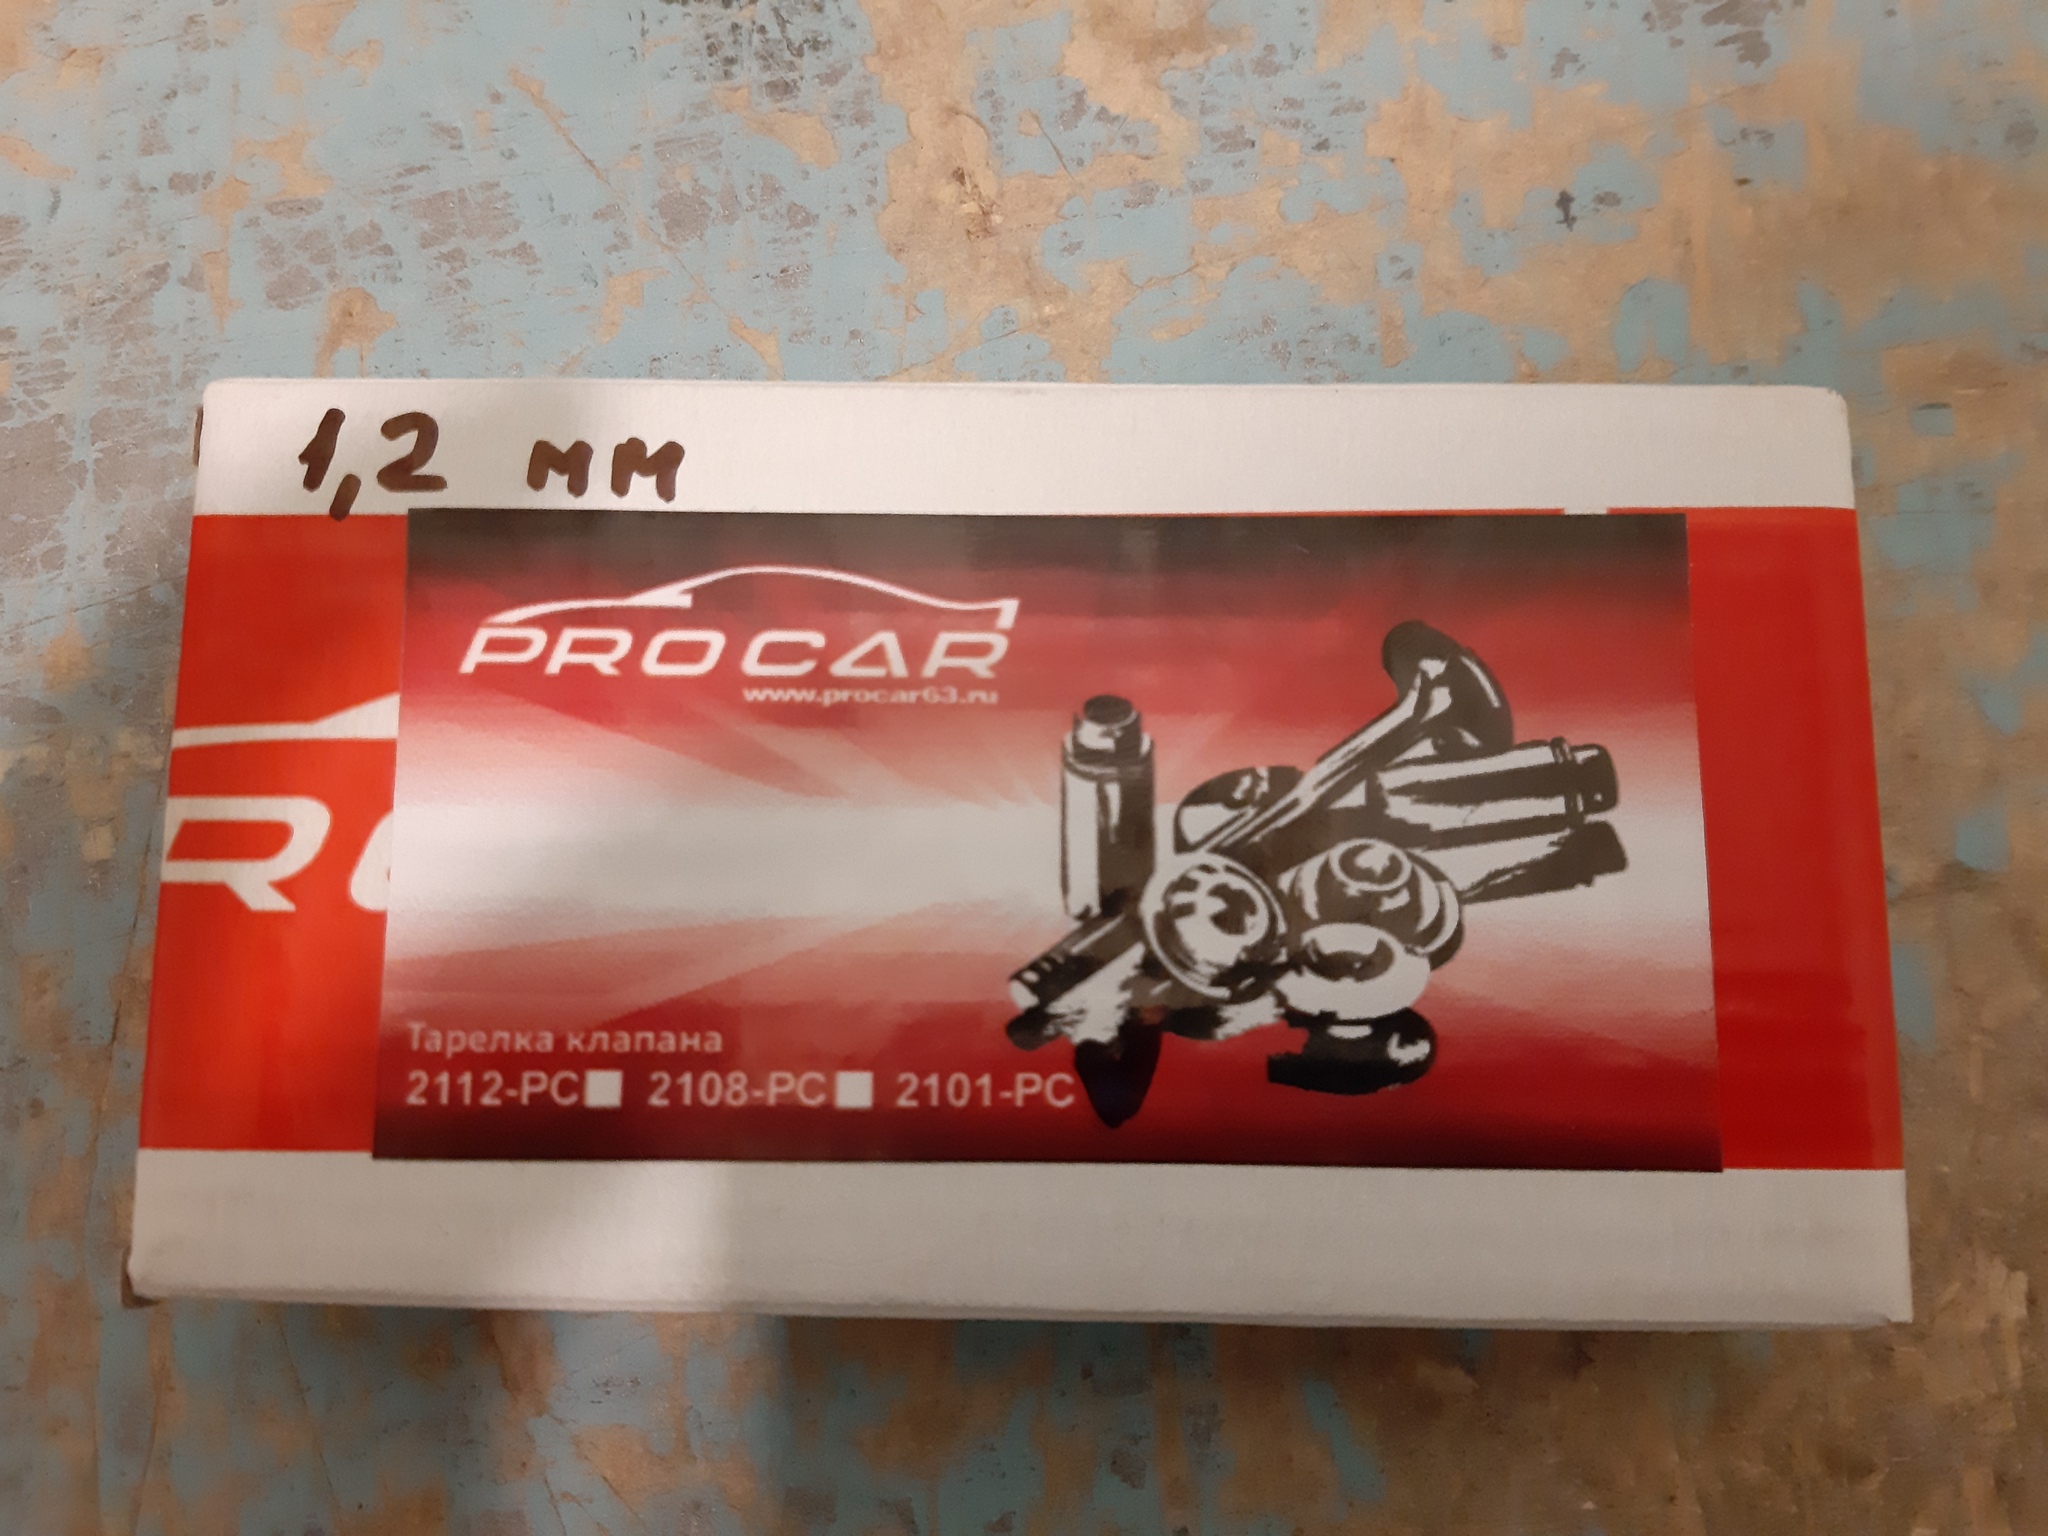 1,2 мм
PROCAR
www.procar63.ru
R
Тарелка клапана
2112-PC 2108-PC 2101-PC